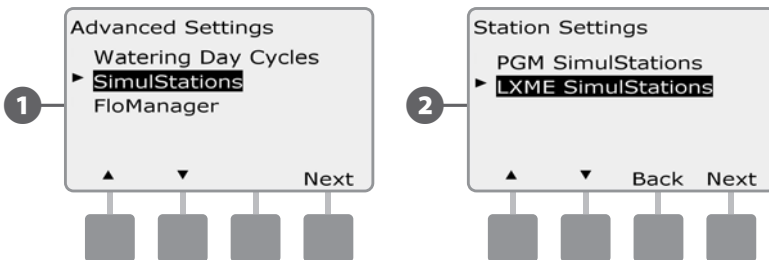 1
Advanced Settings
Watering Day Cycles
► SimulStations
FloManager
▲ ▼ Next
2
Station Settings
PGM SimulStations
► LXME SimulStations
▲ ▼ Back Next